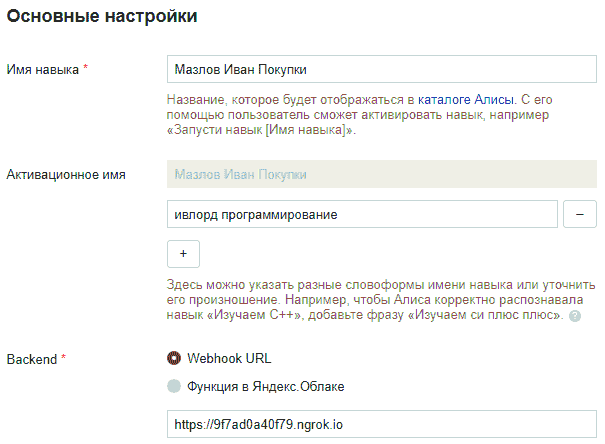 Основные настройки
Имя навыка *
Мазлов Иван Покупки
Название, которое будет отображаться в каталоге Алисы. С его
помощью пользователь сможет активировать навык, например
«Запусти навык [Имя навыка]».
Активационное имя
Мазлов Иван Покупки
ивлорд программирование
−
+
Здесь можно указать разные словоформы имени навыка или уточнить
его произношение. Например, чтобы Алиса корректно распознавала
навык «Изучаем C++», добавьте фразу «Изучаем си плюс плюс». ?
Backend *
Webhook URL
Функция в Яндекс.Облаке
https://9f7ad0a40f79.ngrok.io